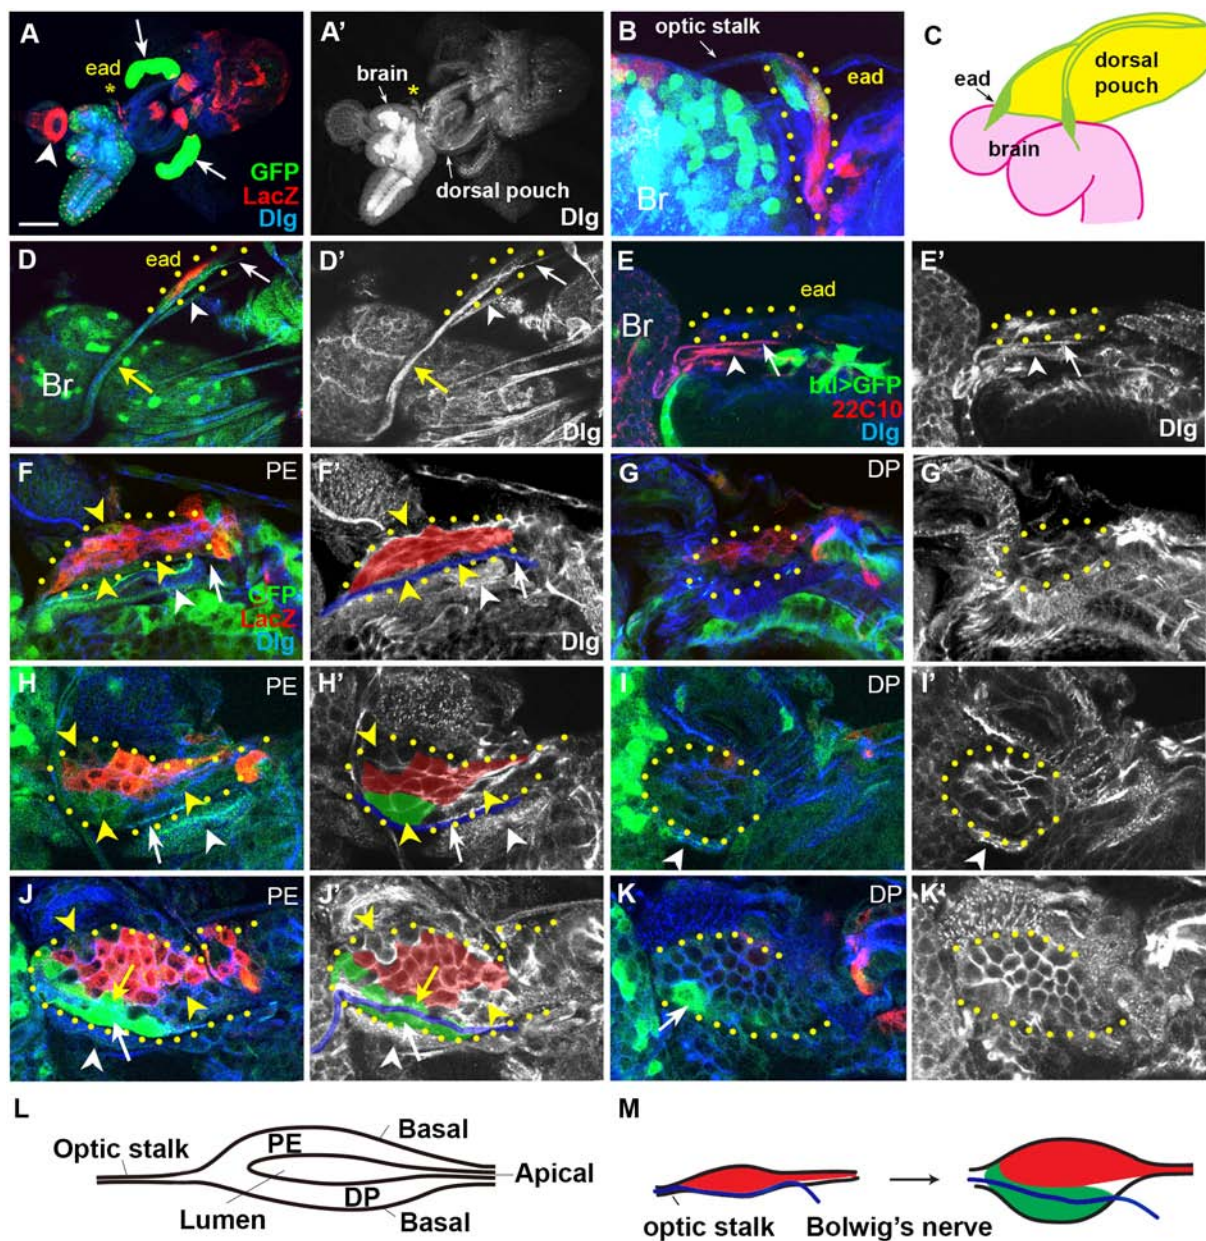 A
ead
*
GFP
LacZ
Dlg
A'
brain
*
dorsal pouch
Dlg
B
optic stalk
ead
Br
C
ead
dorsal
pouch
brain
D
ead
Br
D'
Dlg
E
ead
Br
btl>GFP
22C10
Dlg
E'
Dlg
F
PE
GFP
LacZ
Dlg
F'
Dlg
G
DP
G'
H
PE
H'
I
DP
I'
J
PE
J'
K
DP
K'
L
Optic stalk
PE
Basal
Apical
DP
Lumen
Basal
M
optic stalk
Bolwig's nerve